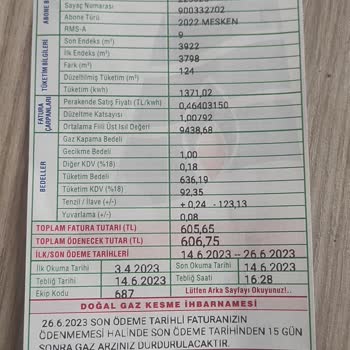 ABONE B
Sayaç Numarası 900332702
Abone Türü 2022 MESKEN
RMS-A 9
TÜKETİM BİLGİLERİ
Son Endeks (m³) 3922
İlk Endeks (m³) 3798
Fark (m³) 124
Düzeltilmiş Tüketim (m³)
Tüketim (kwh) 1371,02
FATURA ÇARPANLARI
Perakende Satış Fiyatı (TL/kwh) 0,46403150
Düzeltme Katsayısı 1,00792
Ortalama Fiili Üst Isıl Değeri 9438,68
BEDELLER
Gaz Kapama Bedeli
Gecikme Bedeli 1,00
Diğer KDV (%18) 0,18
Tüketim Bedeli 636,19
Tüketim KDV (%18) 92,35
Tenzil / İlave (+/-) + 0,24 - 123,13
Yuvarlama (+/-) 0,08
TOPLAM FATURA TUTARI (TL) 605,65
TOPLAM ÖDENECEK TUTAR (TL) 606,75
İLK/SON ÖDEME TARİHLERİ 14.6.2023 -- 26.6.2023
İlk Okuma Tarihi 3.4.2023 Son Okuma Tarihi 14.6.2023
Tebliğ Tarihi 14.6.2023 Tebliğ Saati 16.28
Ekip Kodu 687 Lütfen Arka Sayfayı Okuyunuz!..
DOĞAL GAZ KESME İHBARNAMESİ
26.6.2023 SON ÖDEME TARİHLİ FATURANIZIN
ÖDENMEMESİ HALİNDE SON ÖDEME TARİHİNDEN 15 GÜN
SONRA GAZ ARZINIZ DURDURULACAKTIR.